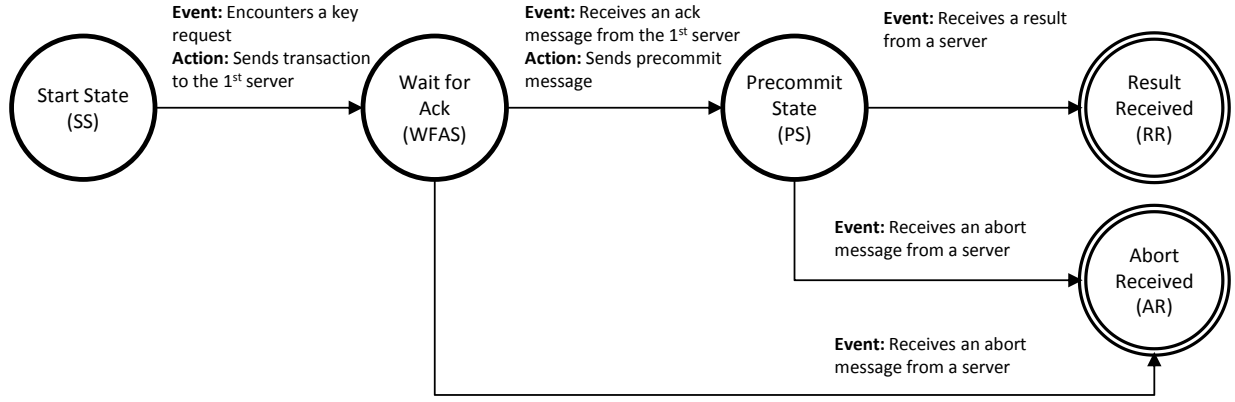 Event: Encounters a key
request
Action: Sends transaction
to the 1st server
Event: Receives an ack
message from the 1st server
Action: Sends precommit
message
Event: Receives a result
from a server
Start State
(SS)
Wait for
Ack
(WFAS)
Precommit
State
(PS)
Result
Received
(RR)
Event: Receives an abort
message from a server
Abort
Received
(AR)
Event: Receives an abort
message from a server